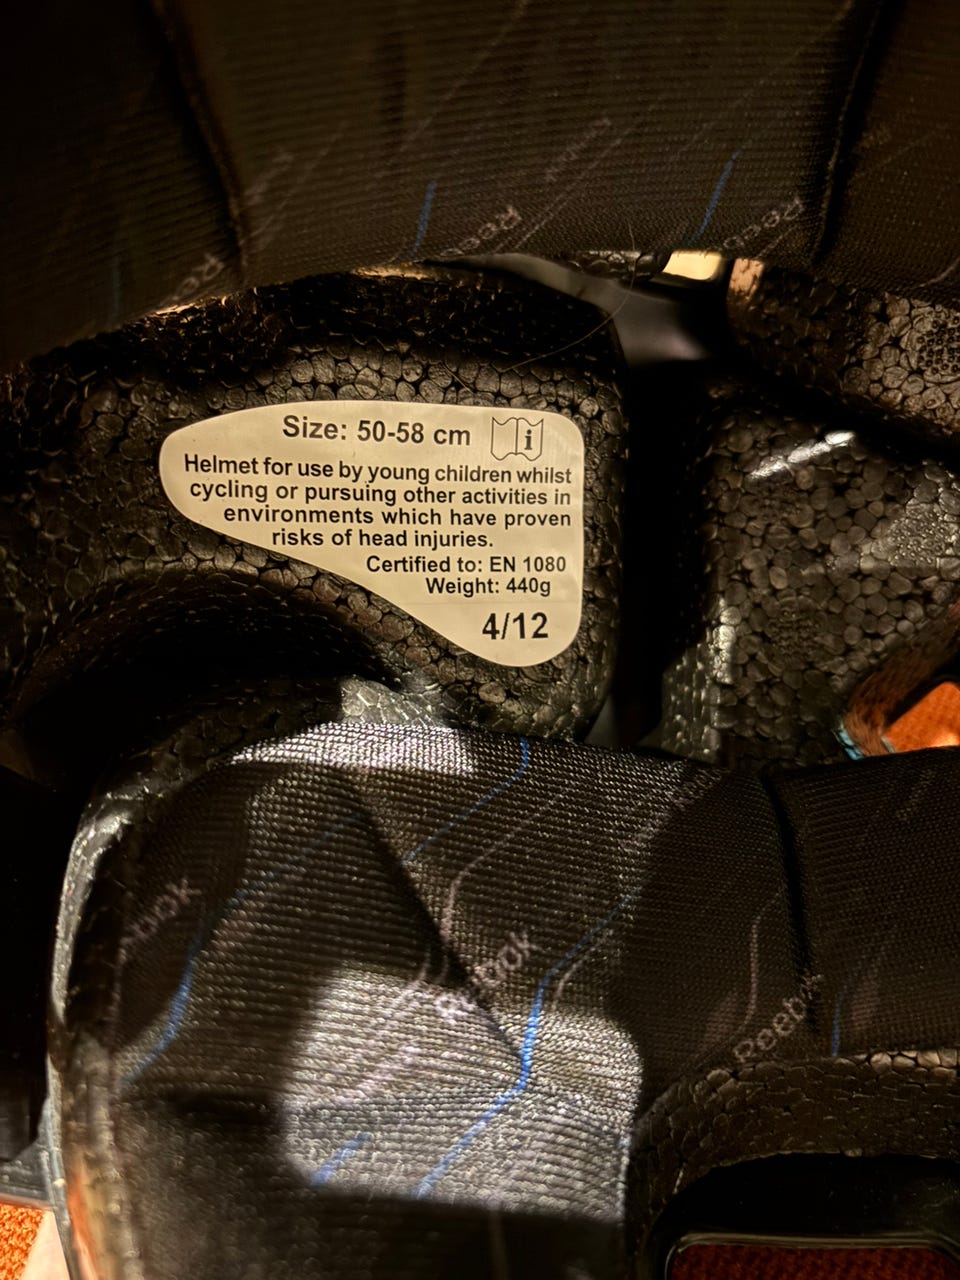 Reebok
Reebok
Size: 50-58 cm i
Helmet for use by young children whilst
cycling or pursuing other activities in
environments which have proven
risks of head injuries.
Certified to: EN 1080
Weight: 440g
4/12
Reebok
Reebok
Reebok